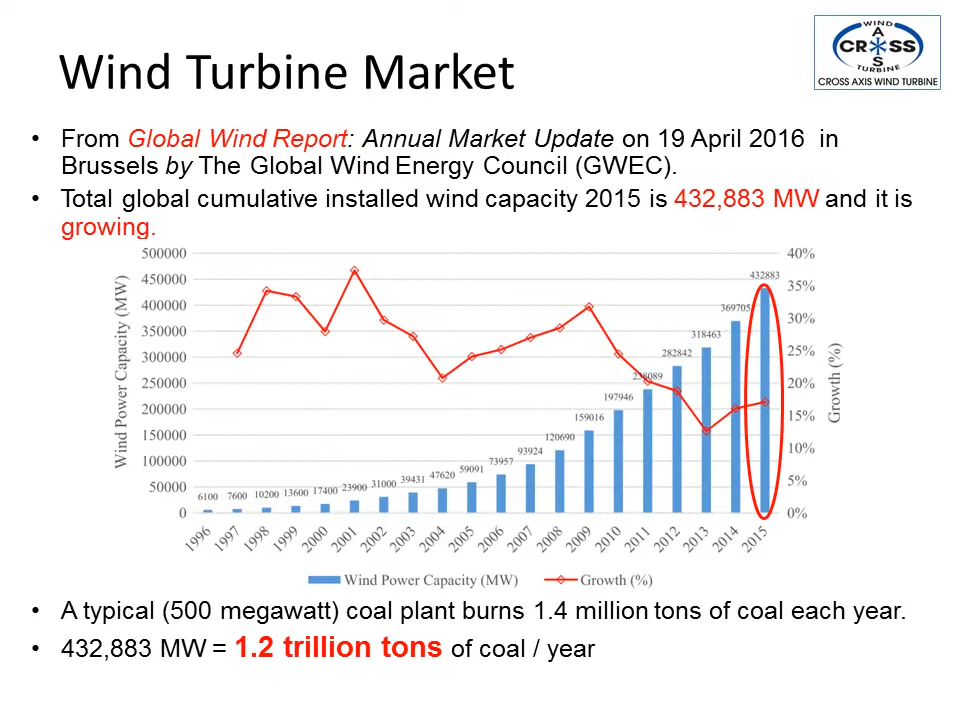 Wind Turbine Market
WIND
A
CROSS
S
TURBINE
CROSS AXIS WIND TURBINE
• From Global Wind Report: Annual Market Update on 19 April 2016 in
Brussels by The Global Wind Energy Council (GWEC).
• Total global cumulative installed wind capacity 2015 is 432,883 MW and it is
growing.
Wind Power Capacity (MW)
500000
450000
400000
350000
300000
250000
200000
150000
100000
50000
0
6100 7600 10200 13600 17400 23900 31000 39431 47620 59091 73957 93924 120690 159016 197946 238089 282842 318463 369705 432883
40%
35%
30%
25%
20%
15%
10%
5%
0%
Growth (%)
1996 1997 1998 1999 2000 2001 2002 2003 2004 2005 2006 2007 2008 2009 2010 2011 2012 2013 2014 2015
Wind Power Capacity (MW) Growth (%)
• A typical (500 megawatt) coal plant burns 1.4 million tons of coal each year.
• 432,883 MW = 1.2 trillion tons of coal / year